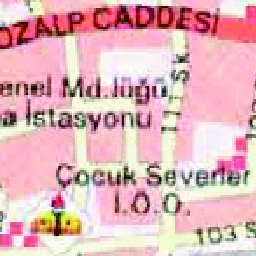 ÖZALP CADDESİ
enel Md.lüğü
a İstasyonu
111 Sk.
Çocuk Severler
İ.O.O.
103 S